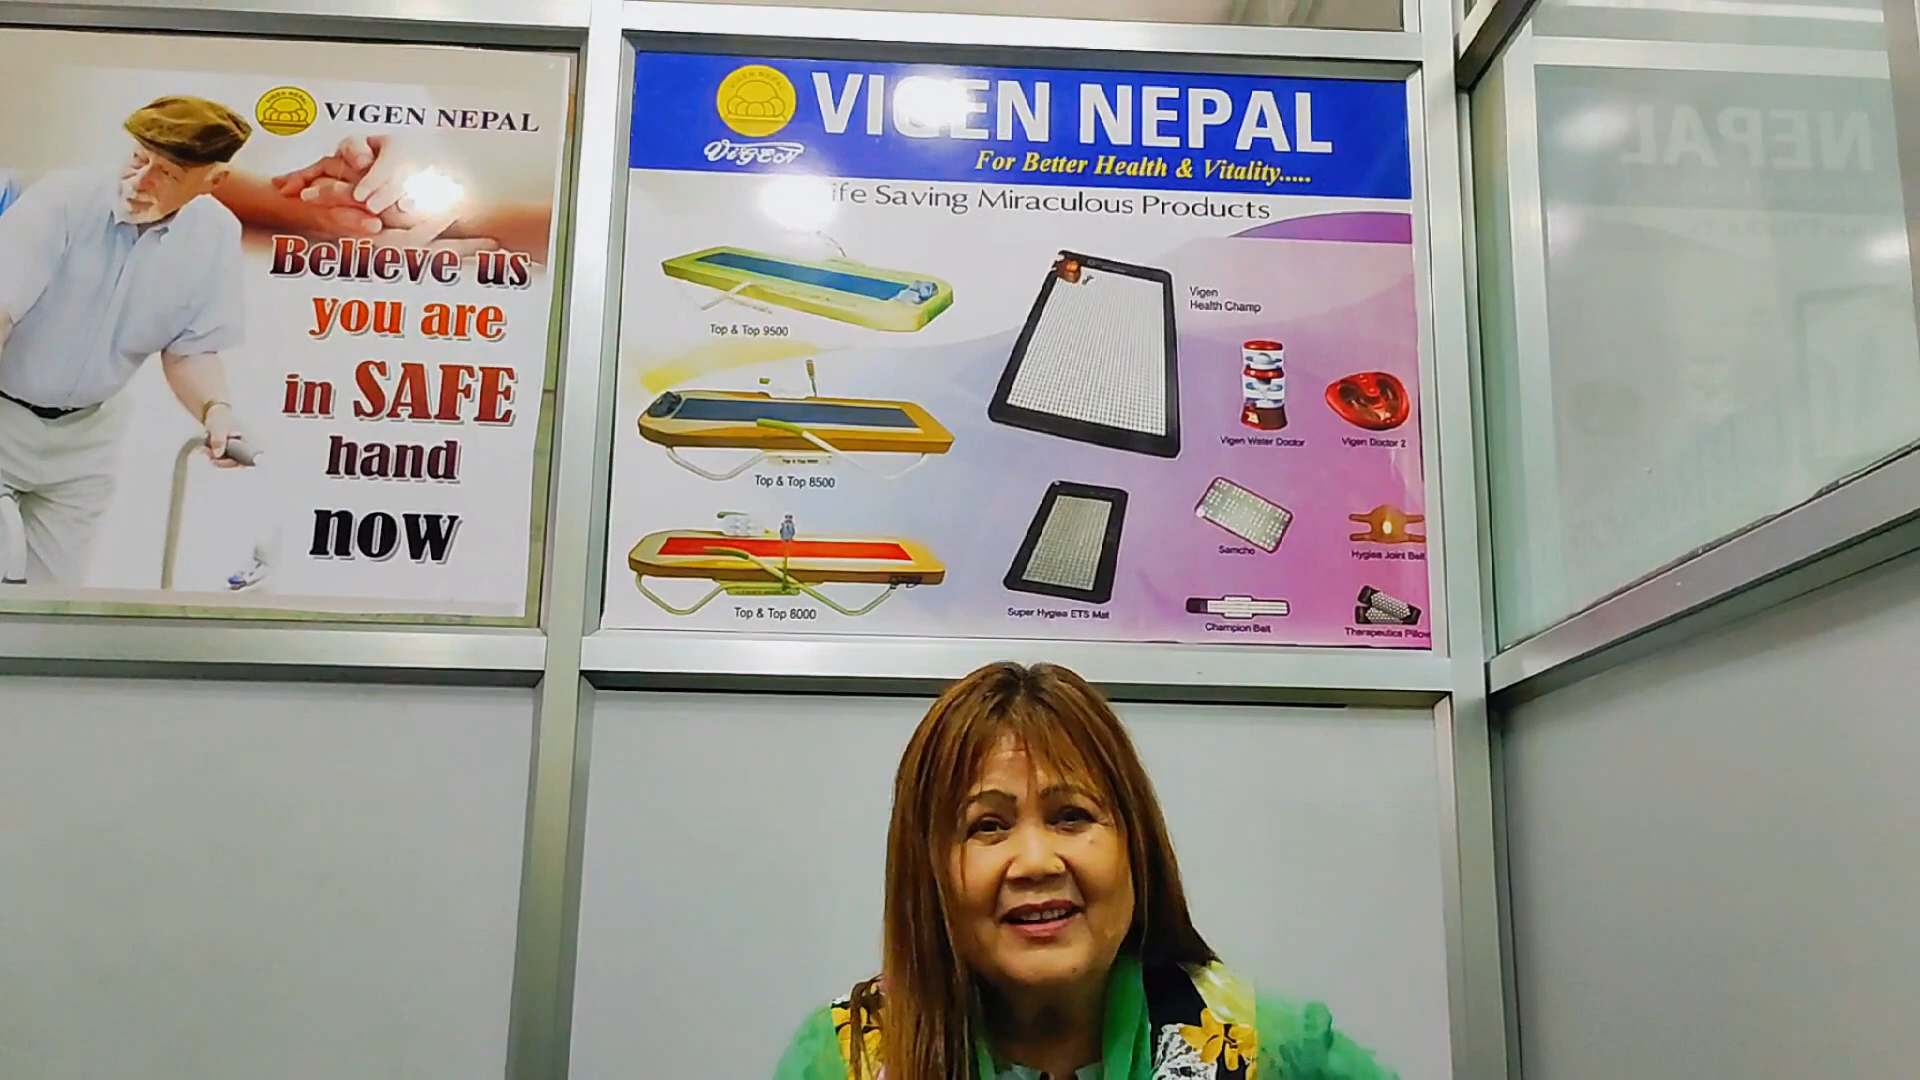 VIGEN NEPAL
Believe us
you are
in SAFE
hand
now
VIGEN NEPAL
ViGEN
For Better Health & Vitality.....
ife Saving Miraculous Products
Top & Top 9500
Vigen
Health Champ
Top & Top 8500
Vigen Water Doctor
Vigen Doctor 2
Top & Top 8000
Super Hygiea ETS Mat
Samcho
Hygiea Joint Belt
Champion Belt
Therapeutics Pillow
NEPAL